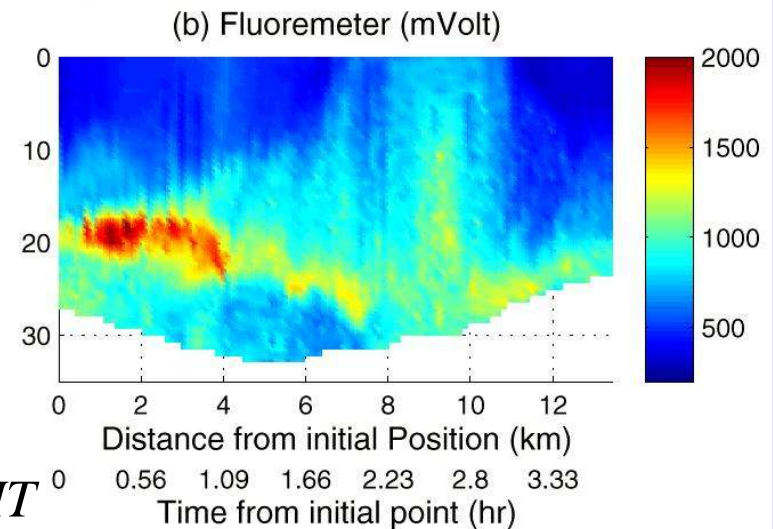 (b) Fluoremeter (mVolt)
0
10
20
30
2000
1500
1000
500
0 2 4 6 8 10 12
Distance from initial Position (km)
0 0.56 1.09 1.66 2.23 2.8 3.33
Time from initial point (hr)